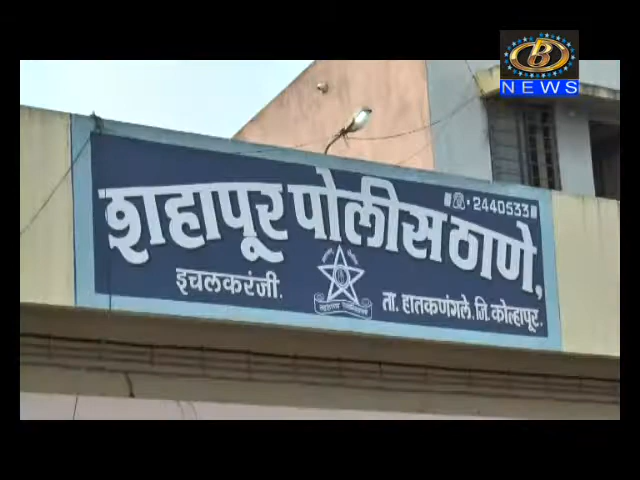 B
NEWS
2440533
शहापूर पोलीस ठाणे,
इचलकरंजी.
ता. हातकणंगले. जि. कोल्हापूर.